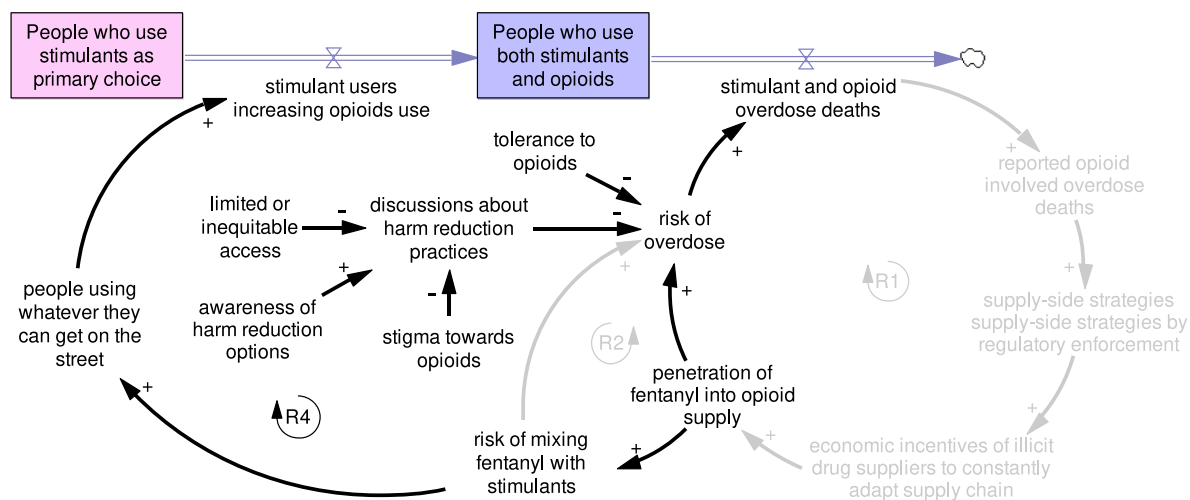 People who use
stimulants as
primary choice
People who use
both stimulants
and opioids
stimulant users
increasing opioids use
stimulant and opioid
overdose deaths
+
+
+
tolerance to
opioids
-
reported opioid
involved overdose
deaths
limited or
inequitable
access
-
discussions about
harm reduction
practices
-
risk of
overdose
+
+
+
R1
people using
whatever they
can get on the
street
awareness of
harm reduction
options
-
stigma towards
opioids
+
supply-side strategies
supply-side strategies by
regulatory enforcement
R2
penetration of
fentanyl into opioid
supply
+
R4
+
+
+
risk of mixing
fentanyl with
stimulants
economic incentives of illicit
drug suppliers to constantly
adapt supply chain